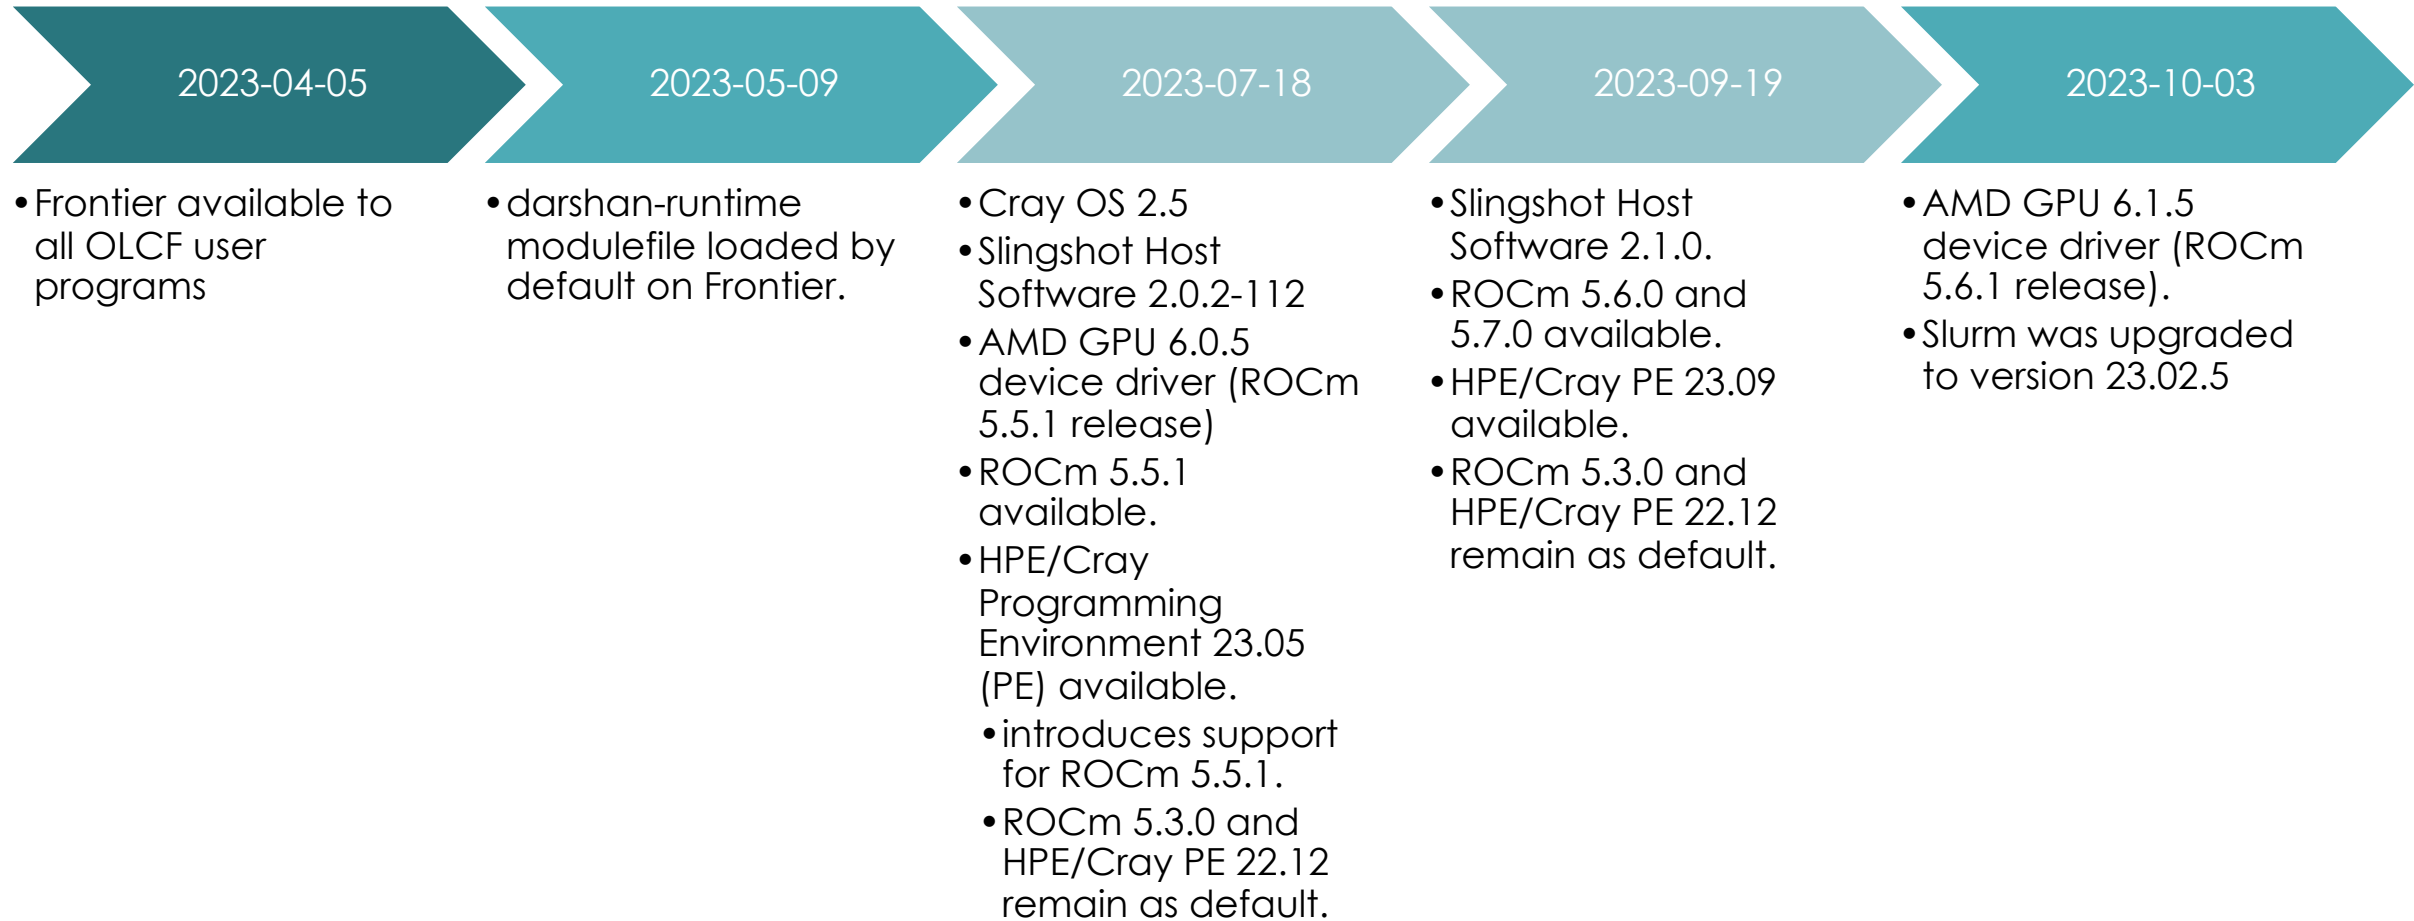 2023-04-05
2023-05-09
2023-07-18
2023-09-19
2023-10-03
•Frontier available to
all OLCF user
programs
•darshan-runtime
modulefile loaded by
default on Frontier.
•Cray OS 2.5
•Slingshot Host
Software 2.0.2-112
•AMD GPU 6.0.5
device driver (ROCm
5.5.1 release)
•ROCm 5.5.1
available.
•HPE/Cray
Programming
Environment 23.05
(PE) available.
•introduces support
for ROCm 5.5.1.
•ROCm 5.3.0 and
HPE/Cray PE 22.12
remain as default.
•Slingshot Host
Software 2.1.0.
•ROCm 5.6.0 and
5.7.0 available.
•HPE/Cray PE 23.09
available.
•ROCm 5.3.0 and
HPE/Cray PE 22.12
remain as default.
•AMD GPU 6.1.5
device driver (ROCm
5.6.1 release).
•Slurm was upgraded
to version 23.02.5